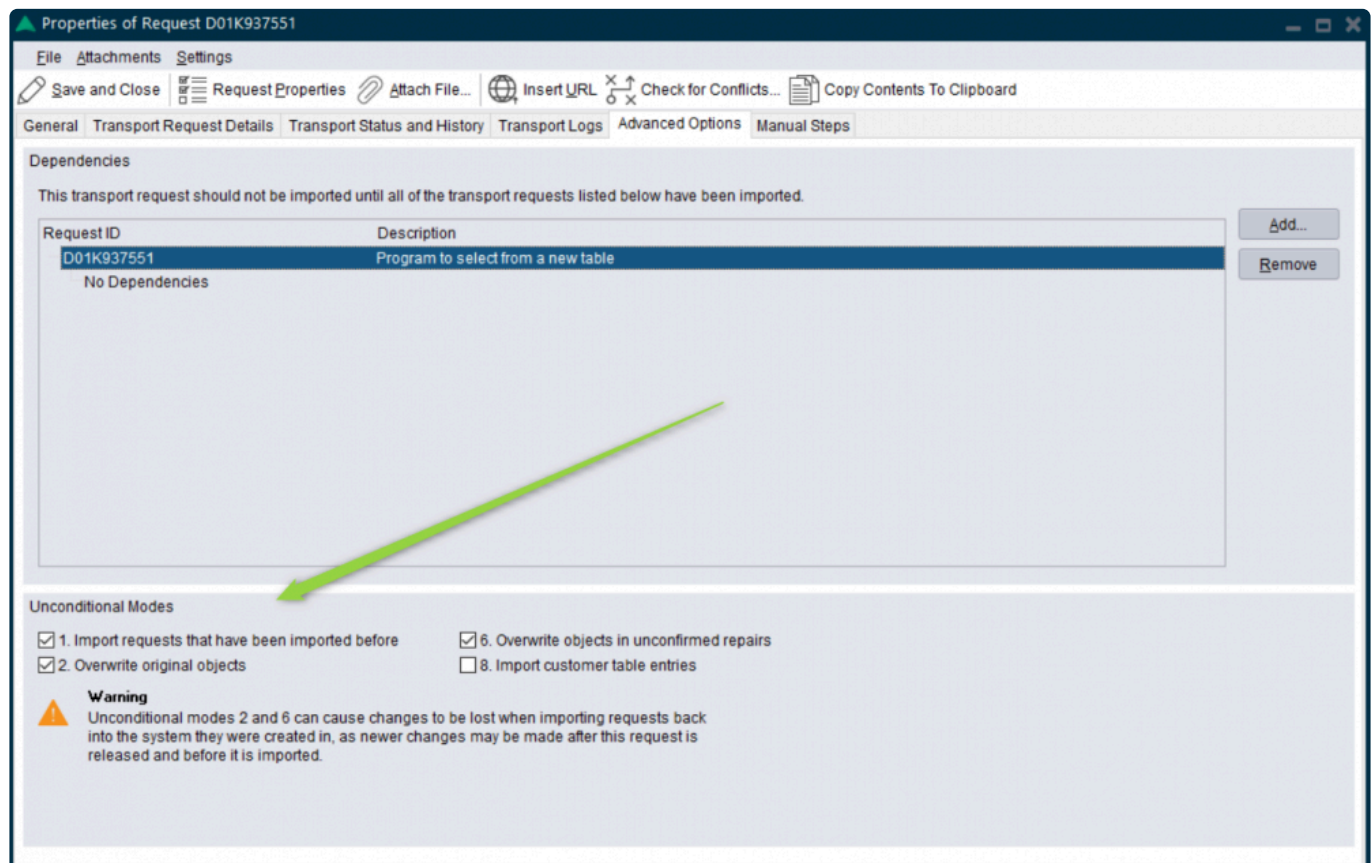 Properties of Request D01K937551
File Attachments Settings
Save and Close Request Properties Attach File... Insert URL Check for Conflicts... Copy Contents To Clipboard
General Transport Request Details Transport Status and History Transport Logs Advanced Options Manual Steps
Dependencies
This transport request should not be imported until all of the transport requests listed below have been imported.
Request ID Description
Add...
D01K937551 Program to select from a new table
Remove
No Dependencies
Unconditional Modes
1. Import requests that have been imported before 6. Overwrite objects in unconfirmed repairs
2. Overwrite original objects 8. Import customer table entries
Warning
Unconditional modes 2 and 6 can cause changes to be lost when importing requests back
into the system they were created in, as newer changes may be made after this request is
released and before it is imported.